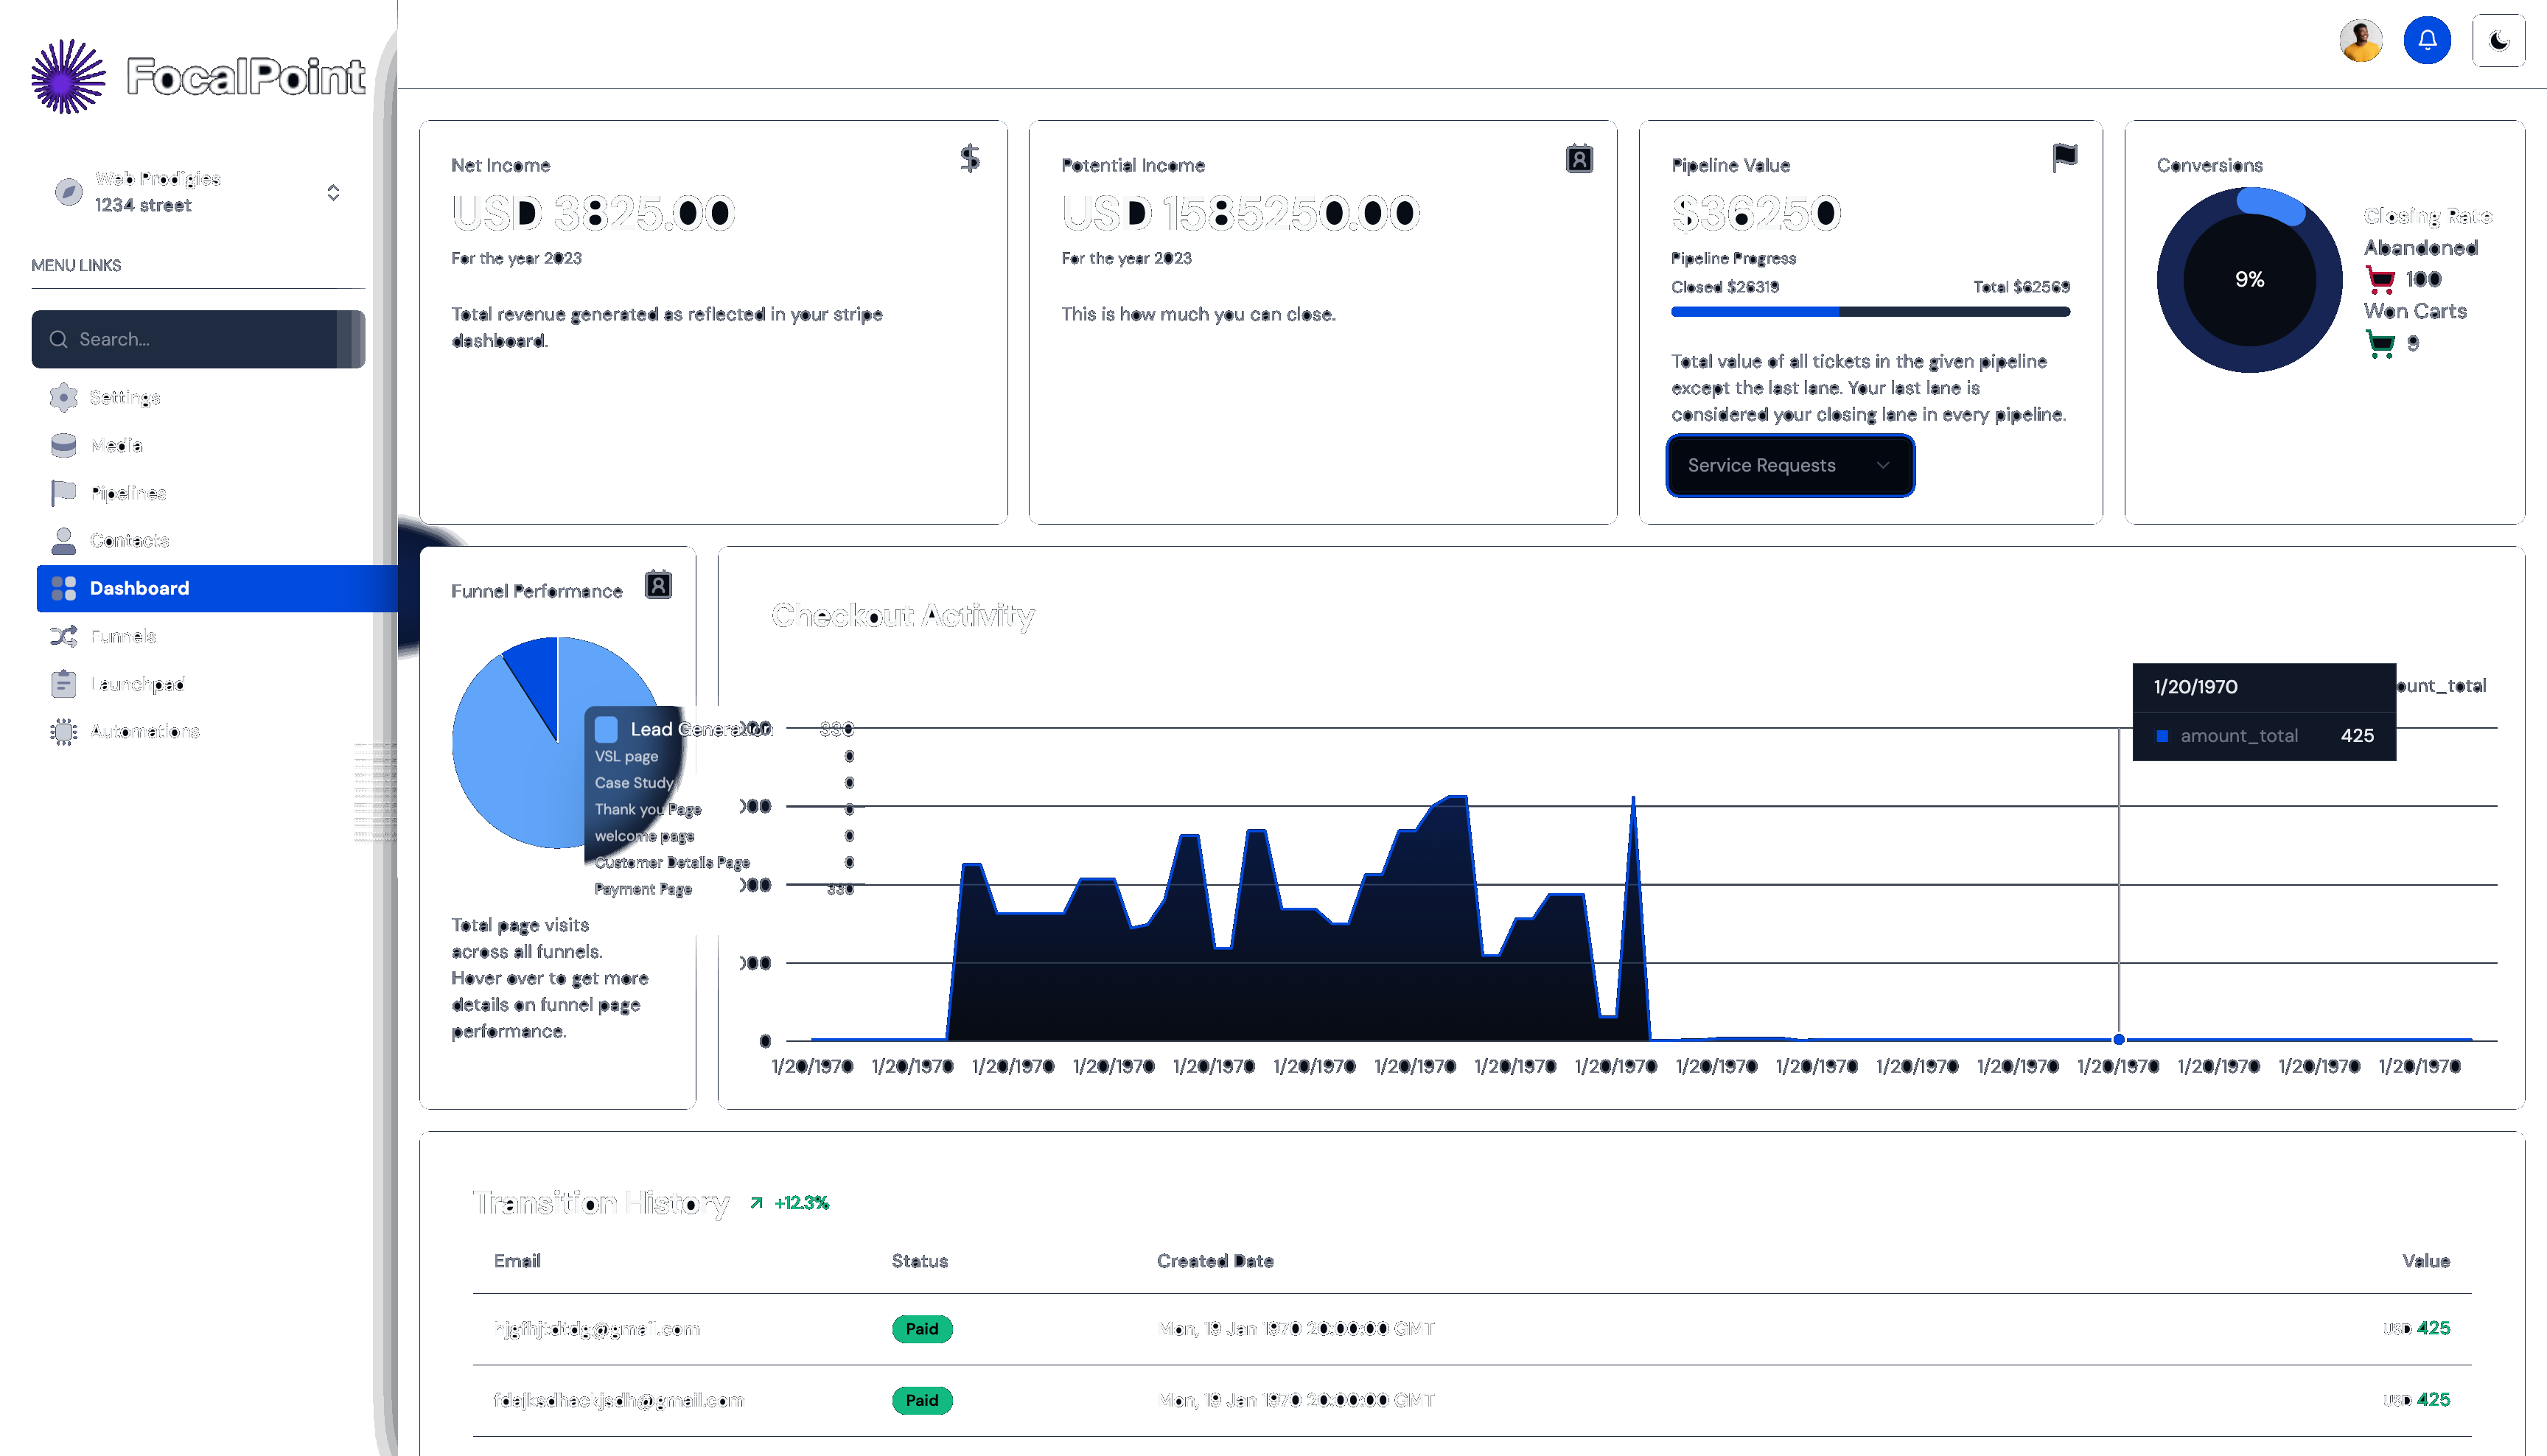 FocalPoint
Web Prodigies
1234 street
MENU LINKS
Search...
Settings
Media
Pipelines
Contacts
Dashboard
Funnels
Launchpad
Automations
Net Income
USD 3825.00
For the year 2023
Total revenue generated as reflected in your stripe
dashboard.
Potential Income
USD 1585250.00
For the year 2023
This is how much you can close.
Pipeline Value
$36250
Pipeline Progress
Closed $26319
Total $62569
Total value of all tickets in the given pipeline
except the last lane. Your last lane is
considered your closing lane in every pipeline.
Service Requests
Conversions
9%
Closing Rate
Abandoned
100
Won Carts
9
Funnel Performance
Lead Generation 330
VSL page 0
Case Study 0
Thank you Page 0
welcome page 0
Customer Details Page 0
Payment Page 330
Total page visits
across all funnels.
Hover over to get more
details on funnel page
performance.
Checkout Activity
ount_total
1/20/1970
amount_total 425
00
00
00
00
0
1/20/1970 1/20/1970 1/20/1970 1/20/1970 1/20/1970 1/20/1970 1/20/1970 1/20/1970 1/20/1970 1/20/1970 1/20/1970 1/20/1970 1/20/1970 1/20/1970 1/20/1970 1/20/1970 1/20/1970
Transition History +12.3%
Email Status Created Date Value
Paid Mon, 19 Jan 1970 20:00:00 GMT USD 425
Paid Mon, 19 Jan 1970 20:00:00 GMT USD 425